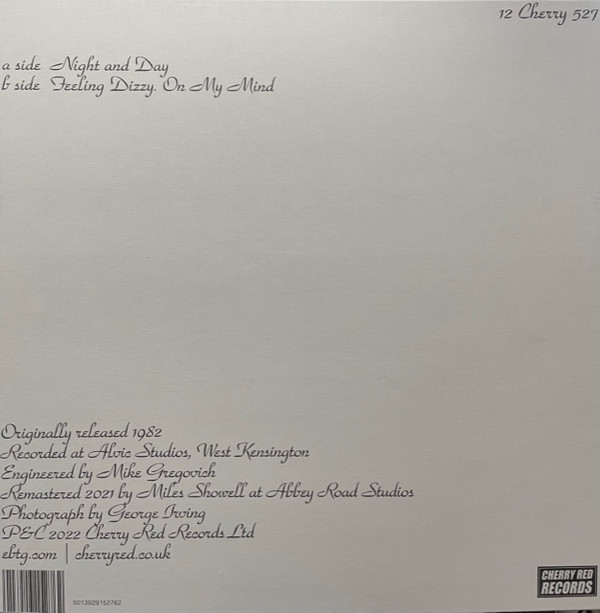 12 Cherry 527
a side Night and Day
b side Feeling Dizzy. On My Mind
Originally released 1982
Recorded at Alvic Studios, West Kensington
Engineered by Mike Gregovich
Remastered 2021 by Miles Showell at Abbey Road Studios
Photograph by George Irving
P&C 2022 Cherry Red Records Ltd
ebtg.com | cherryred.co.uk
5013929152762
CHERRY RED
RECORDS